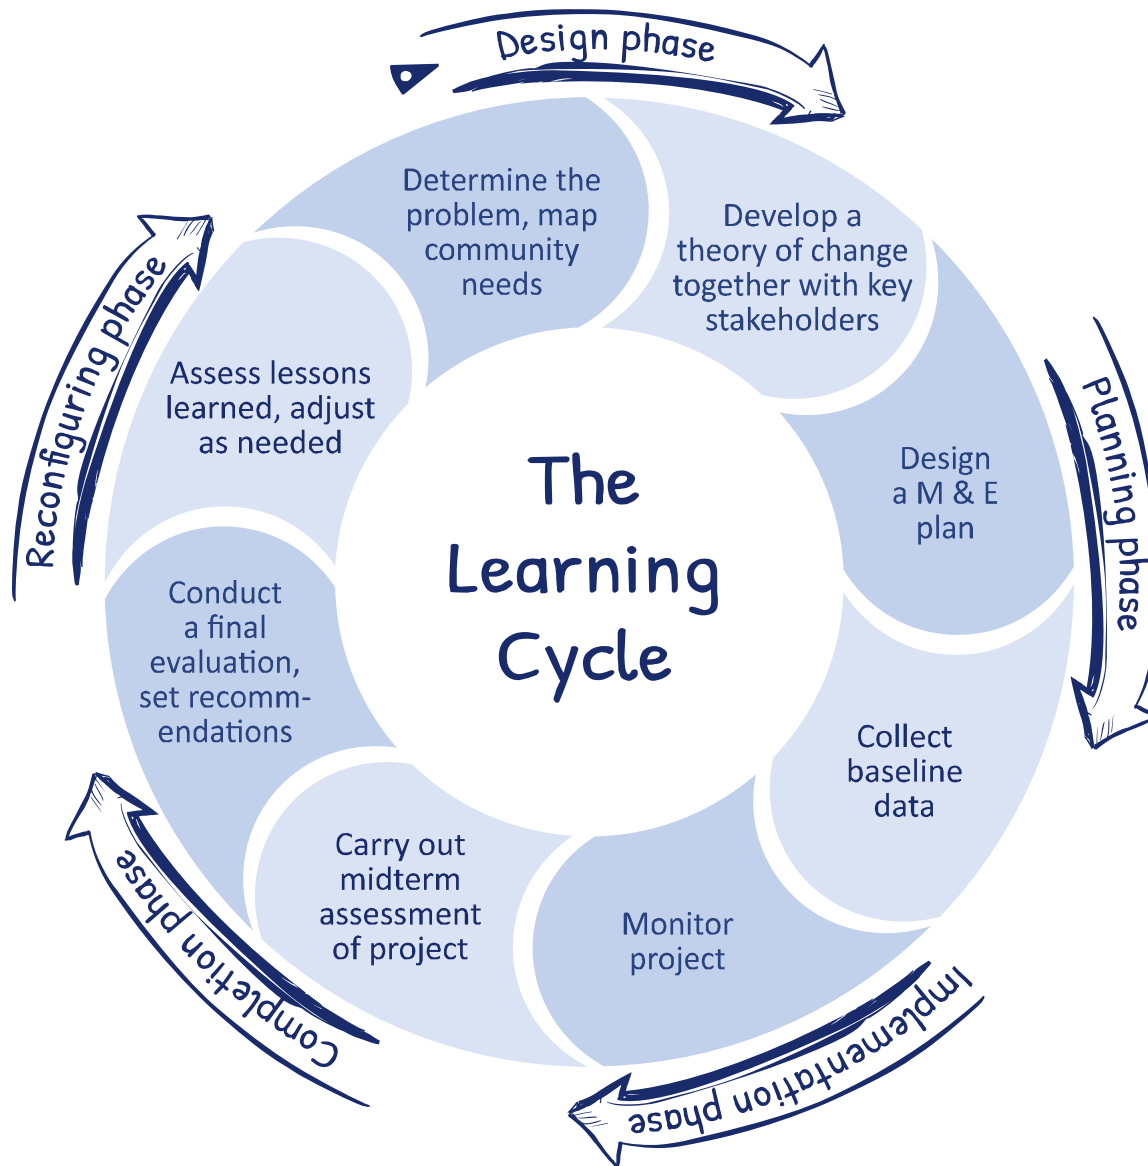 Design phase
Determine the
problem, map
community
needs
Develop a
theory of change
together with key
stakeholders
Planning phase
Design
a M & E
plan
Collect
baseline
data
Implementation phase
Monitor
project
Carry out
midterm
assessment
of project
Completion phase
Conduct
a final
evaluation,
set recomm-
endations
Reconfiguring phase
Assess lessons
learned, adjust
as needed
The
Learning
Cycle